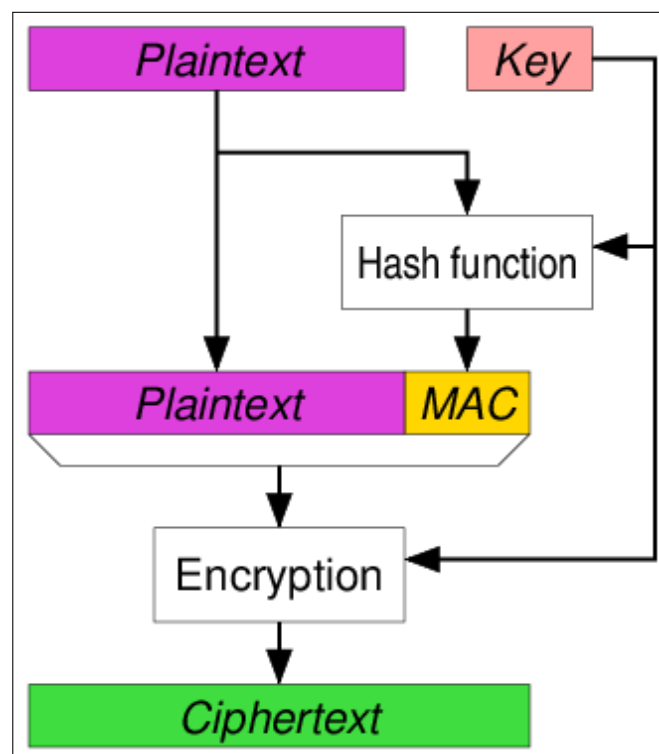 Plaintext
Key
Hash function
Plaintext
MAC
Encryption
Ciphertext